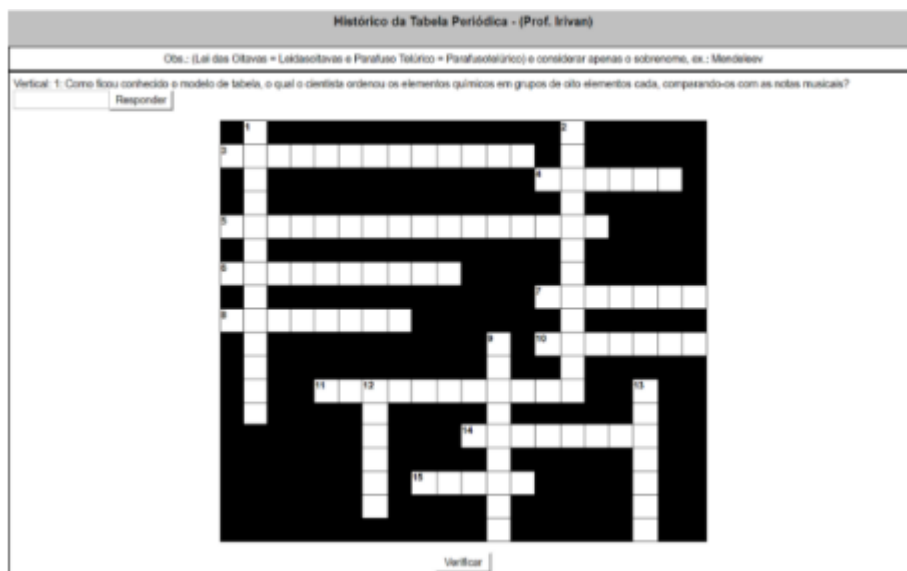 Histórico da Tabela Periódica - (Prof. Irivan)
Obs.: (Lei das Oitavas = Leidasoitavas e Parafuso Telúrico = Parafusotelúrico) e considerar apenas o sobrenome, ex.: Mendeleev
Vertical: 1: Como ficou conhecido o modelo de tabela, o qual o cientista ordenou os elementos químicos em grupos de oito elementos cada, comparando-os com as notas musicais?
Responder
1 2
3
4
5
6
7
8
9 10
11 12 13
14
15
Verificar